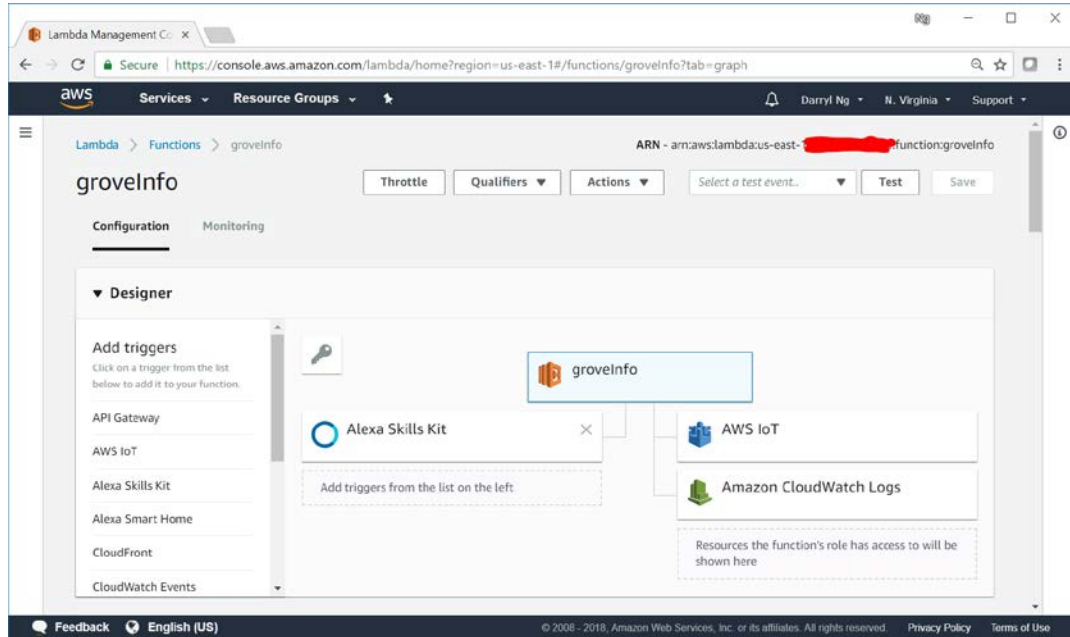 Ng
Lambda Management Co
Secure | https://console.aws.amazon.com/lambda/home?region=us-east-1#/functions/groveInfo?tab=graph
aws Services Resource Groups Darryl Ng N. Virginia Support
Lambda > Functions > groveInfo ARN - arn:aws:lambda:us-east- function:groveInfo
groveInfo Throttle Qualifiers Actions Select a test event.. Test Save
Configuration Monitoring
Designer
Add triggers
Click on a trigger from the list
below to add it to your function.
API Gateway
AWS IoT
Alexa Skills Kit
Alexa Smart Home
CloudFront
CloudWatch Events
groveInfo
Alexa Skills Kit
Add triggers from the list on the left
AWS IoT
Amazon CloudWatch Logs
Resources the function's role has access to will be
shown here
Feedback English (US) © 2008 - 2018, Amazon Web Services, Inc. or its affiliates. All rights reserved. Privacy Policy Terms of Use